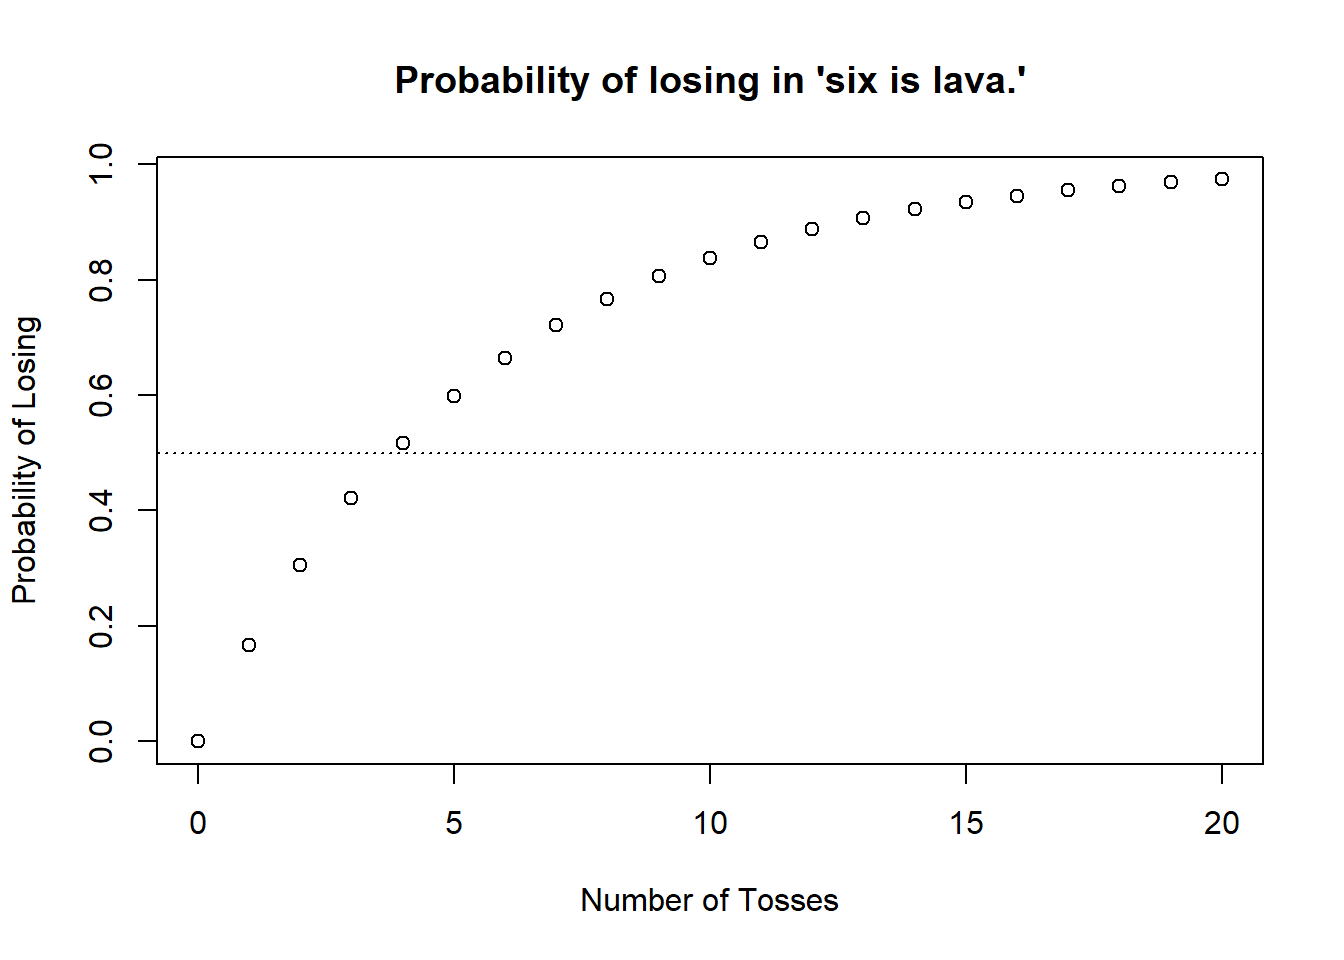 Probability of losing in 'six is lava.'
Probability of Losing
1.0
0.8
0.6
0.4
0.2
0.0
0 5 10 15 20
Number of Tosses